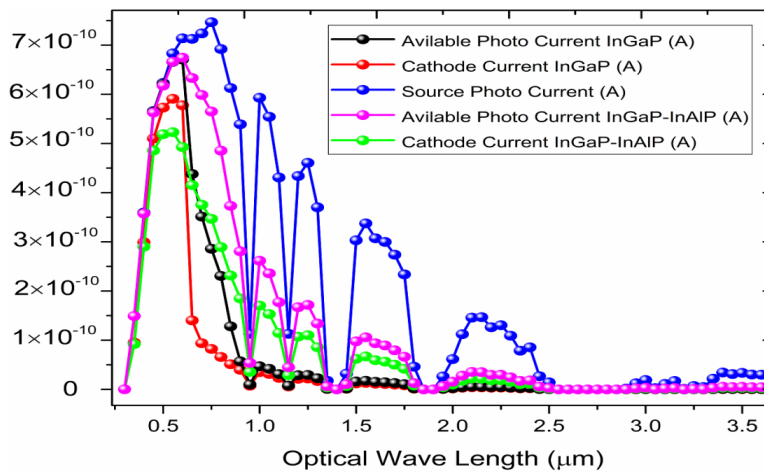 7×10-10
6×10-10
5×10-10
4×10-10
3×10-10
2×10-10
1×10-10
0
Avilable Photo Current InGaP (A)
Cathode Current InGaP (A)
Source Photo Current (A)
Available Photo Current InGaP-InAlP (A)
Cathode Current InGaP-InAlP (A)
0.5 1.0 1.5 2.0 2.5 3.0 3.5
Optical Wave Length (μm)